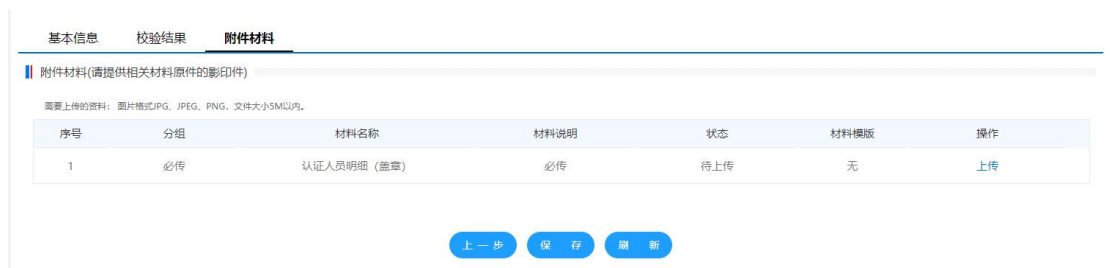 基本信息 校验结果 附件材料
附件材料(请提供相关材料原件的影印件)
需要上传的资料： 图片格式JPG、JPEG、PNG，文件大小5M以内。
序号 分组 材料名称 材料说明 状态 材料模版 操作
1 必传 认证人员明细（盖章） 必传 待上传 无 上传
上一步 保 存 刷 新